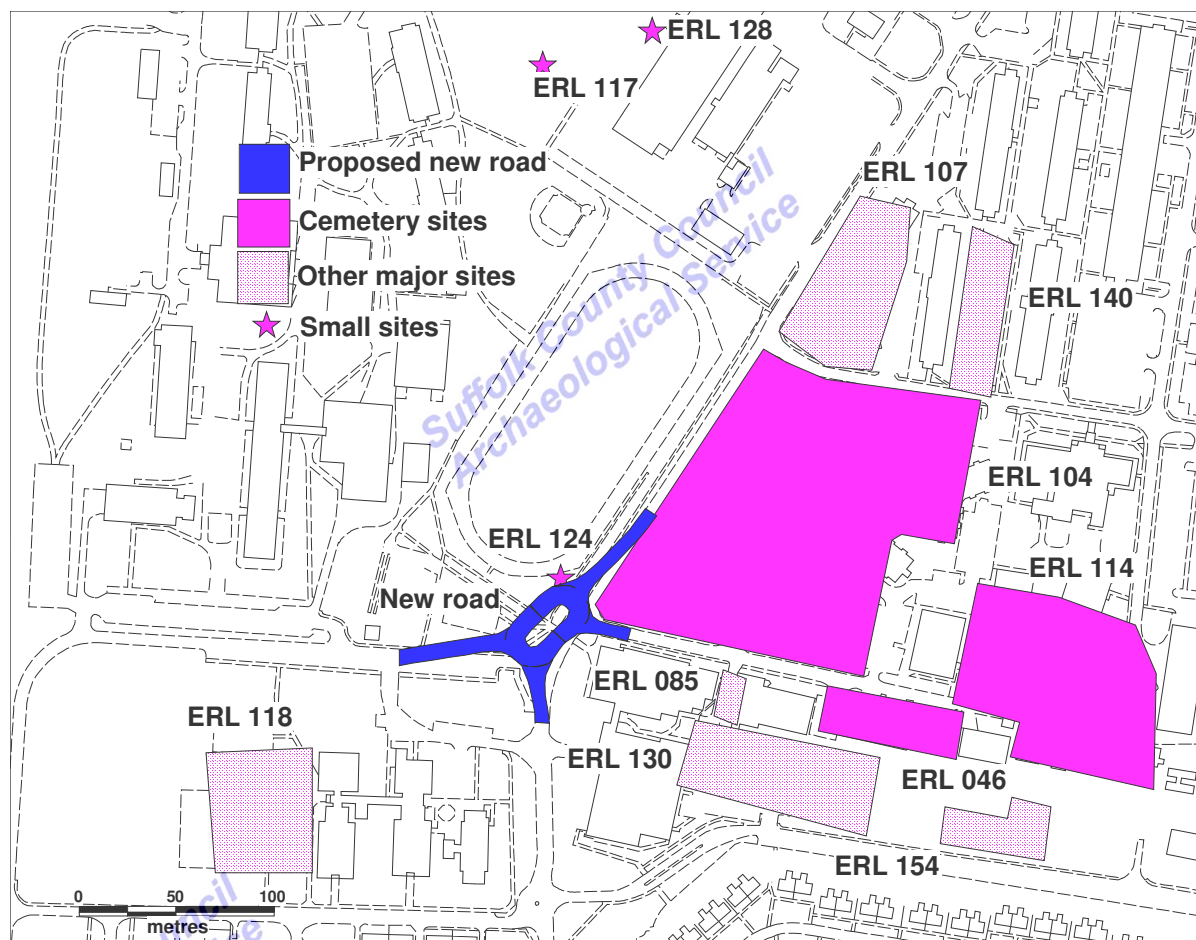 ERL 128
ERL 117
Proposed new road
ERL 107
Cemetery sites
Suffolk County Council
Archaeological Service
Other major sites
ERL 140
Small sites
ERL 104
ERL 124
ERL 114
New road
ERL 085
ERL 118
ERL 130
ERL 046
ERL 154
0 50 100
metres